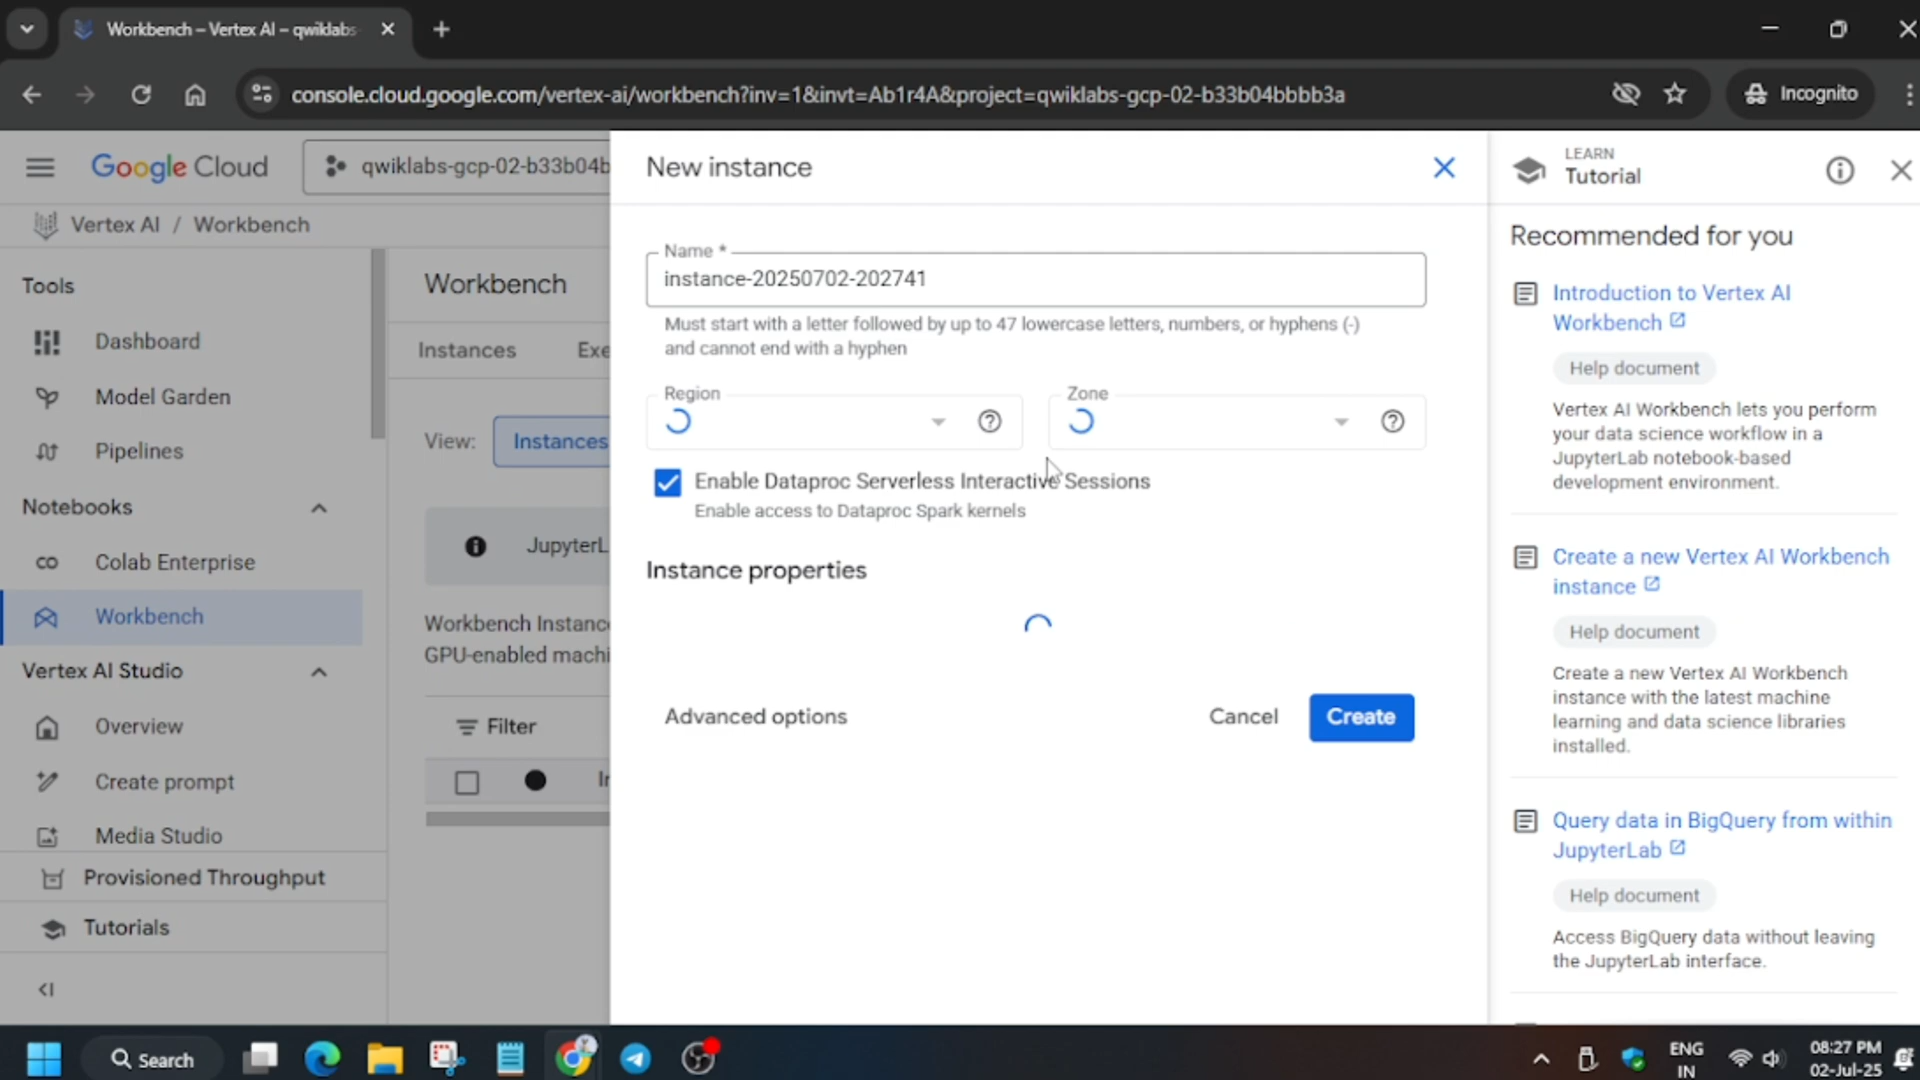 Workbench – Vertex AI – qwiklabs-
console.cloud.google.com/vertex-ai/workbench?inv=1&invt=Ab1r4A&project=qwiklabs-gcp-02-b33b04bbbb3a
Incognito
Google Cloud
qwiklabs-gcp-02-b33b04b
Vertex AI / Workbench
Tools
Dashboard
Model Garden
Pipelines
Notebooks
Colab Enterprise
Workbench
Vertex AI Studio
Overview
Create prompt
Media Studio
Provisioned Throughput
Tutorials
Workbench
Instances
Exe
View:
Instances
JupyterL
Workbench Instanc
GPU-enabled machi
Filter
New instance
Name *
instance-20250702-202741
Must start with a letter followed by up to 47 lowercase letters, numbers, or hyphens (-)
and cannot end with a hyphen
Region
Zone
Enable Dataproc Serverless Interactive Sessions
Enable access to Dataproc Spark kernels
Instance properties
Advanced options
Cancel
Create
LEARN
Tutorial
Recommended for you
Introduction to Vertex AI
Workbench
Help document
Vertex AI Workbench lets you perform
your data science workflow in a
JupyterLab notebook-based
development environment.
Create a new Vertex AI Workbench
instance
Help document
Create a new Vertex AI Workbench
instance with the latest machine
learning and data science libraries
installed.
Query data in BigQuery from within
JupyterLab
Help document
Access BigQuery data without leaving
the JupyterLab interface.
Search
ENG
IN
08:27 PM
02-Jul-25